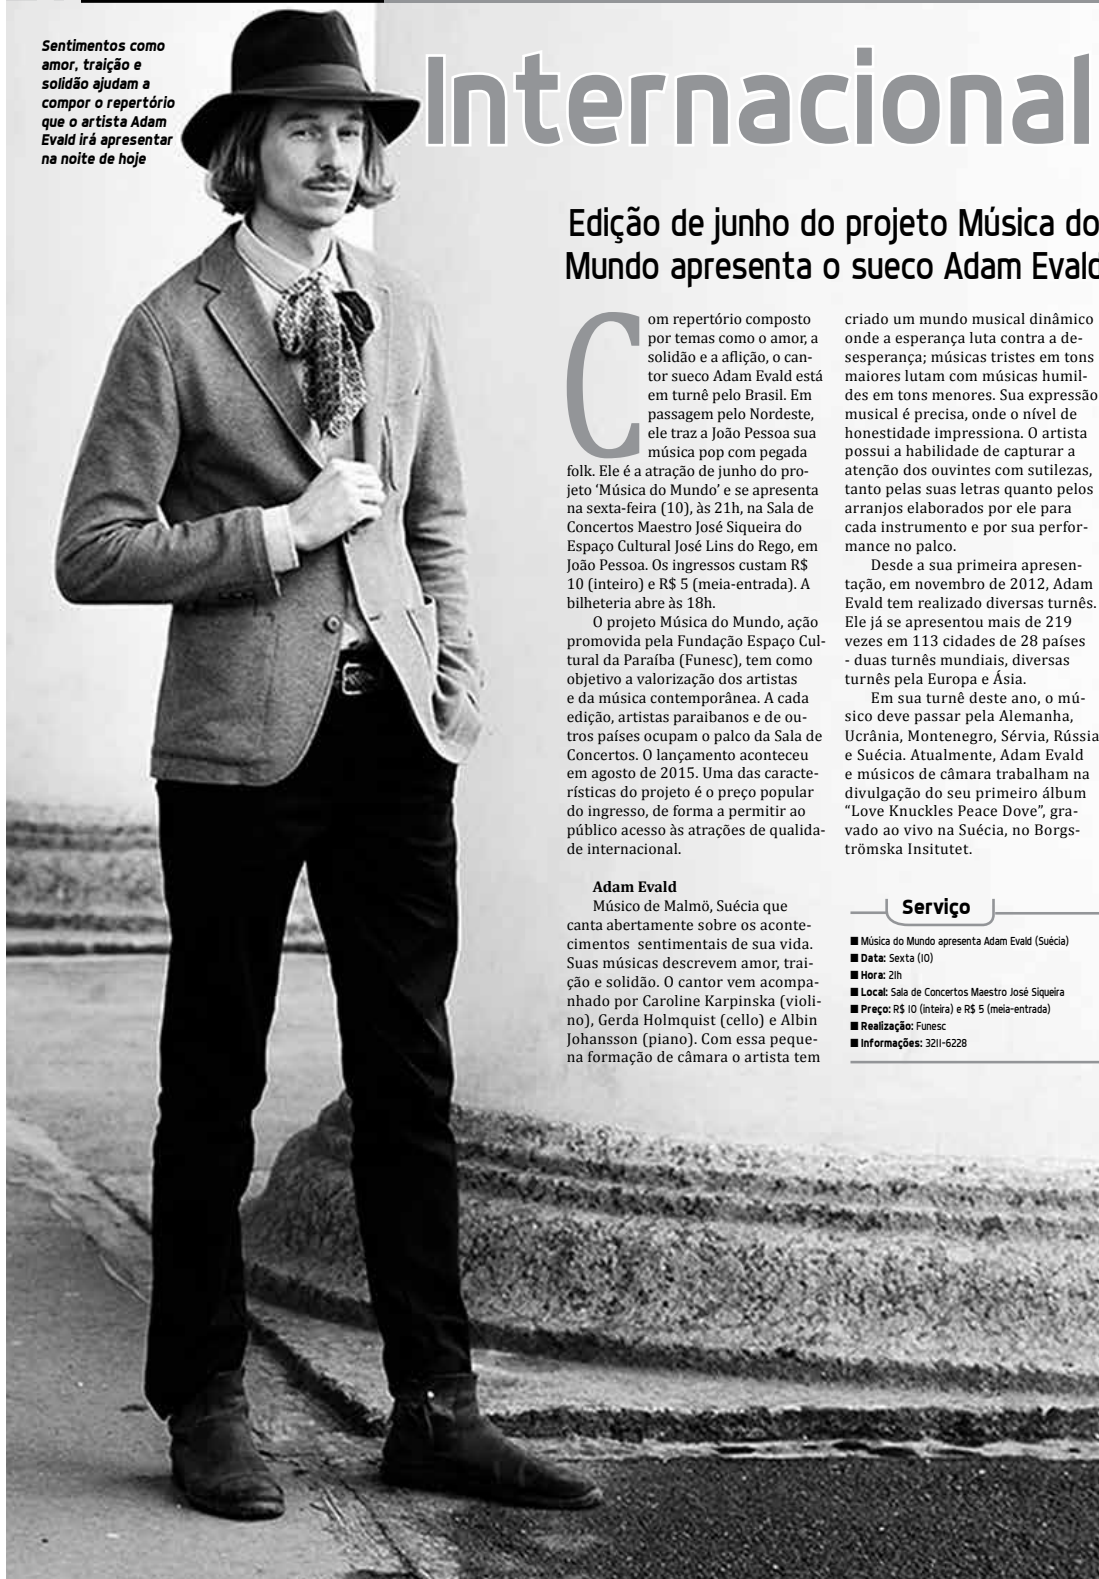 Sentimentos como
amor, traição e
solidão ajudam a
compor o repertório
que o artista Adam
Evald irá apresentar
na noite de hoje
Internacional
Edição de junho do projeto Música do
Mundo apresenta o sueco Adam Evald
Com repertório composto
por temas como o amor, a
solidão e a aflição, o can-
tor sueco Adam Evald está
em turnê pelo Brasil. Em
passagem pelo Nordeste,
ele traz a João Pessoa sua
música pop com pegada
folk. Ele é a atração de junho do pro-
jeto ‘Música do Mundo’ e se apresenta
na sexta-feira (10), às 21h, na Sala de
Concertos Maestro José Siqueira do
Espaço Cultural José Lins do Rego, em
João Pessoa. Os ingressos custam R$
10 (inteiro) e R$ 5 (meia-entrada). A
bilheteria abre às 18h.
O projeto Música do Mundo, ação
promovida pela Fundação Espaço Cul-
tural da Paraíba (Funesc), tem como
objetivo a valorização dos artistas
e da música contemporânea. A cada
edição, artistas paraibanos e de ou-
tros países ocupam o palco da Sala de
Concertos. O lançamento aconteceu
em agosto de 2015. Uma das caracte-
rísticas do projeto é o preço popular
do ingresso, de forma a permitir ao
público acesso às atrações de qualida-
de internacional.
Adam Evald
Músico de Malmö, Suécia que
canta abertamente sobre os aconte-
cimentos sentimentais de sua vida.
Suas músicas descrevem amor, trai-
ção e solidão. O cantor vem acompa-
nhado por Caroline Karpinska (violi-
no), Gerda Holmquist (cello) e Albin
Johansson (piano). Com essa peque-
na formação de câmara o artista tem
criado um mundo musical dinâmico
onde a esperança luta contra a de-
sesperança; músicas tristes em tons
maiores lutam com músicas humil-
des em tons menores. Sua expressão
musical é precisa, onde o nível de
honestidade impressiona. O artista
possui a habilidade de capturar a
atenção dos ouvintes com sutilezas,
tanto pelas suas letras quanto pelos
arranjos elaborados por ele para
cada instrumento e por sua perfor-
mance no palco.
Desde a sua primeira apresen-
tação, em novembro de 2012, Adam
Evald tem realizado diversas turnês.
Ele já se apresentou mais de 219
vezes em 113 cidades de 28 países
- duas turnês mundiais, diversas
turnês pela Europa e Ásia.
Em sua turnê deste ano, o mú-
sico deve passar pela Alemanha,
Ucrânia, Montenegro, Sérvia, Rússia
e Suécia. Atualmente, Adam Evald
e músicos de câmara trabalham na
divulgação do seu primeiro álbum
“Love Knuckles Peace Dove”, gra-
vado ao vivo na Suécia, no Borgs-
trömska Insitutet.
Serviço
■ Música do Mundo apresenta Adam Evald (Suécia)
■ Data: Sexta (10)
■ Hora: 21h
■ Local: Sala de Concertos Maestro José Siqueira
■ Preço: R$ 10 (inteira) e R$ 5 (meia-entrada)
■ Realização: Funesc
■ Informações: 3211-6228